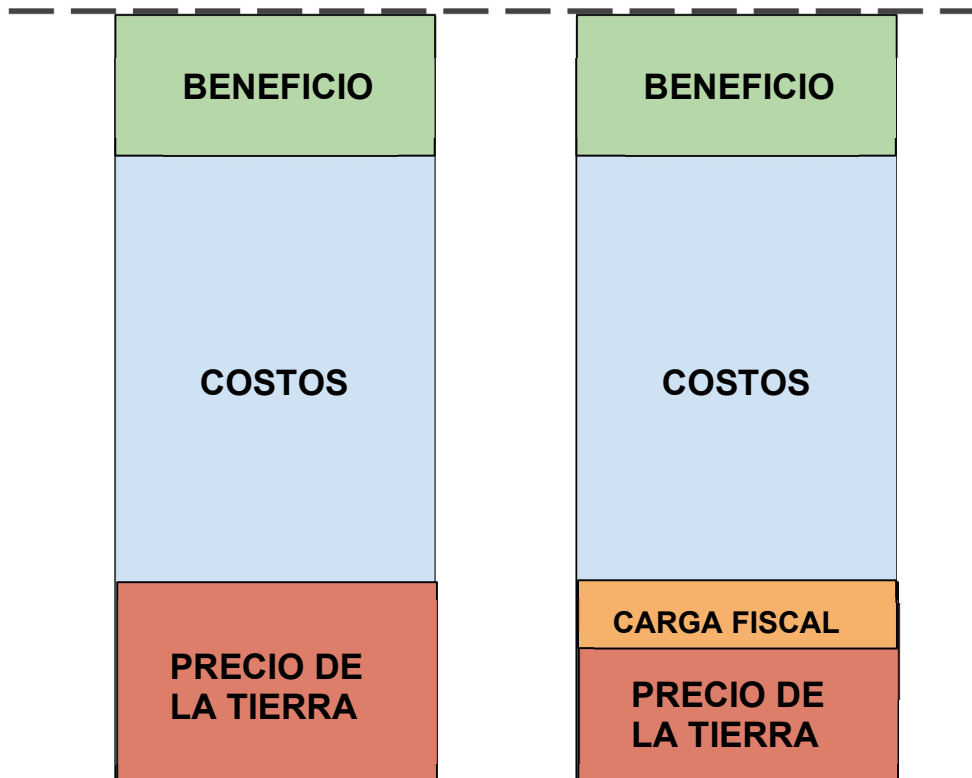 BENEFICIO
COSTOS
PRECIO DE
LA TIERRA
BENEFICIO
COSTOS
CARGA FISCAL
PRECIO DE
LA TIERRA